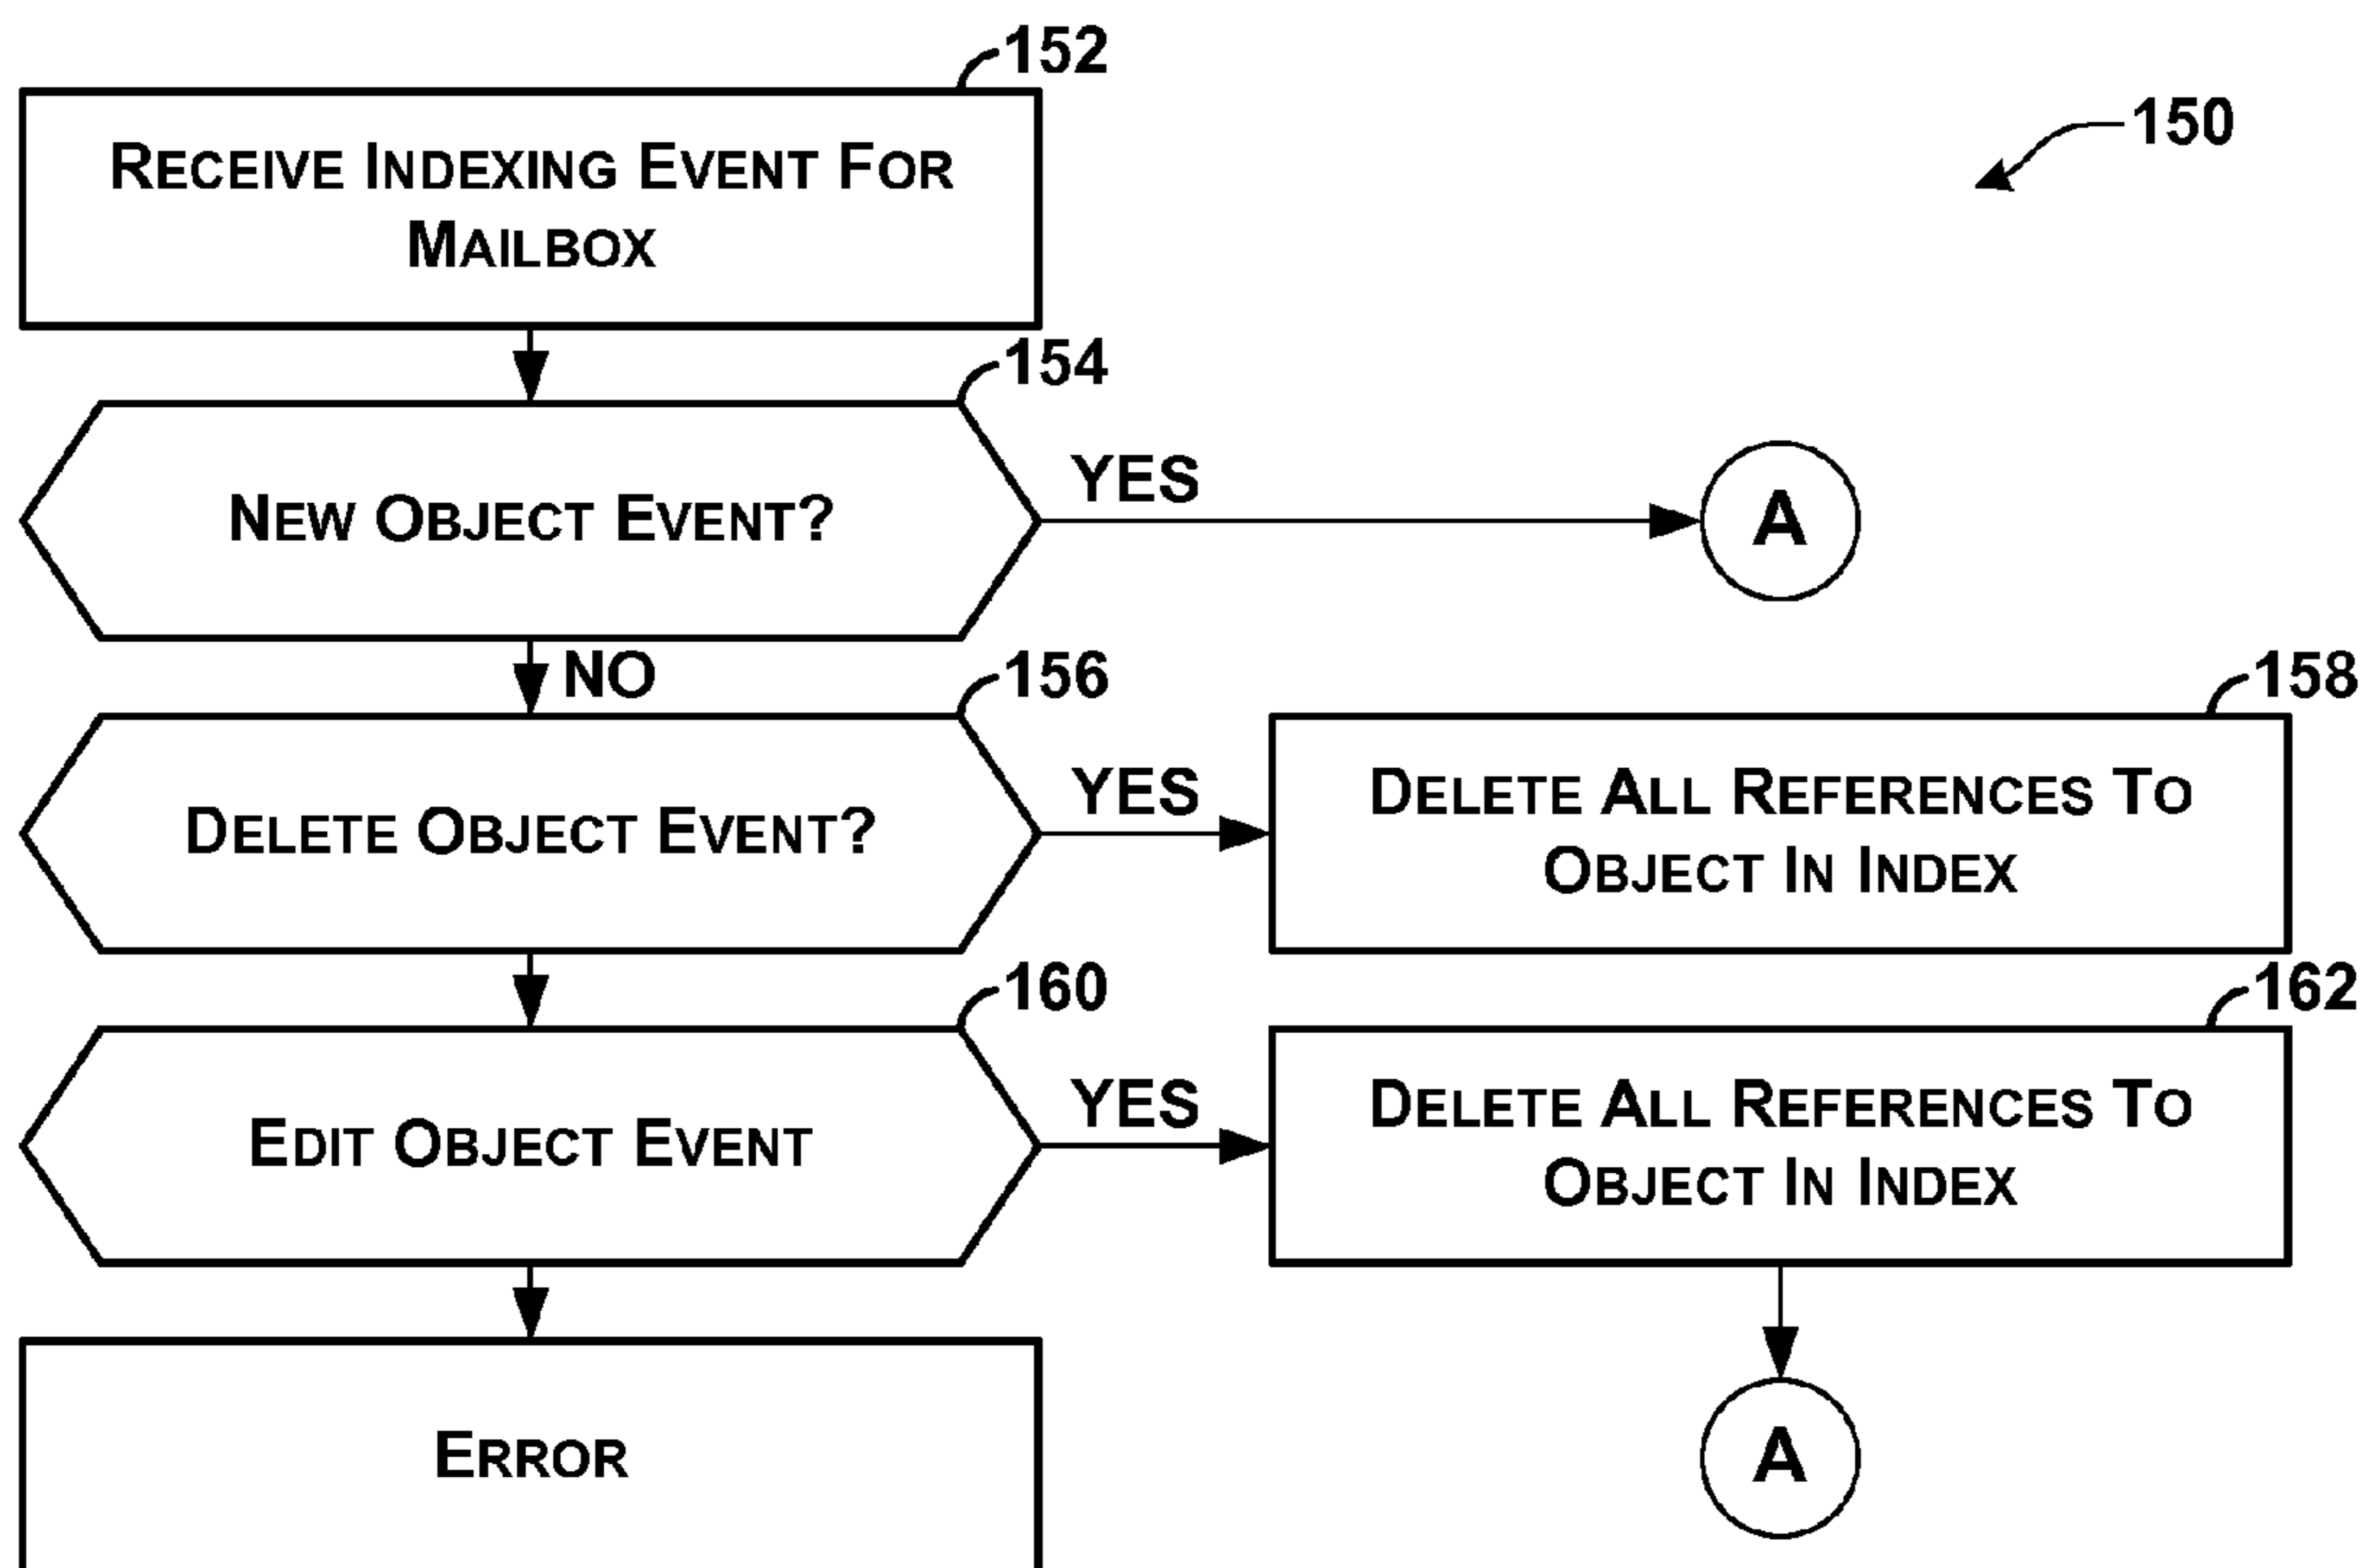 152
RECEIVE INDEXING EVENT FOR
MAILBOX
150
154
NEW OBJECT EVENT?
YES
A
NO
156
DELETE OBJECT EVENT?
YES
158
DELETE ALL REFERENCES TO
OBJECT IN INDEX
160
EDIT OBJECT EVENT
YES
162
DELETE ALL REFERENCES TO
OBJECT IN INDEX
ERROR
A